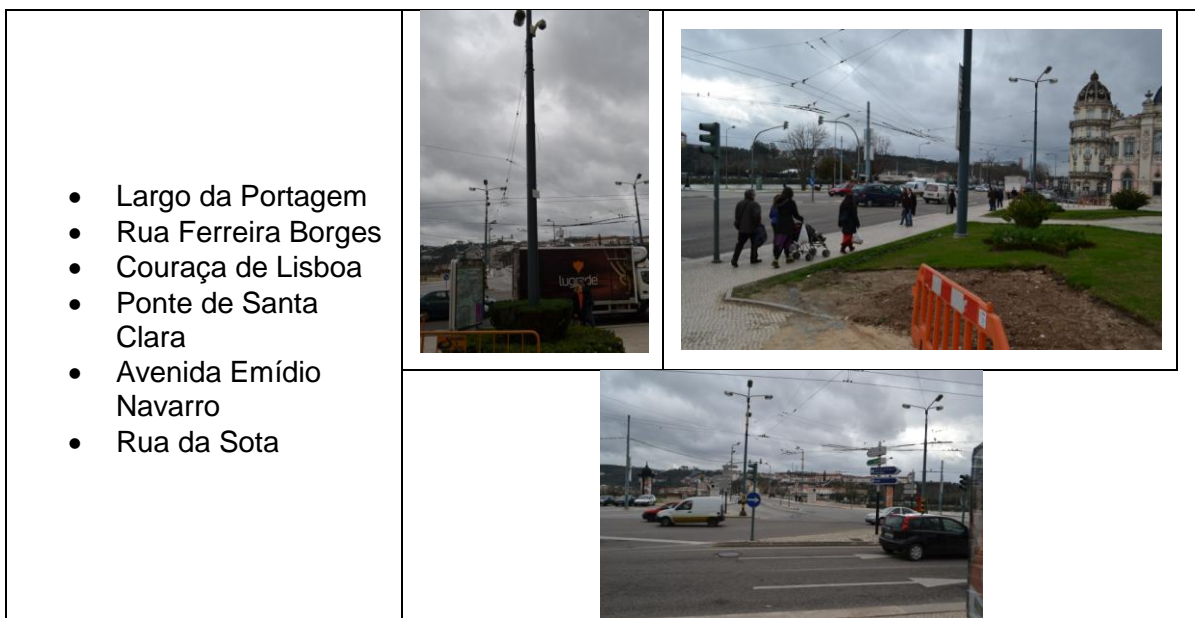 • Largo da Portagem
• Rua Ferreira Borges
• Couraça de Lisboa
• Ponte de Santa
Clara
• Avenida Emídio
Navarro
• Rua da Sota
lugrade